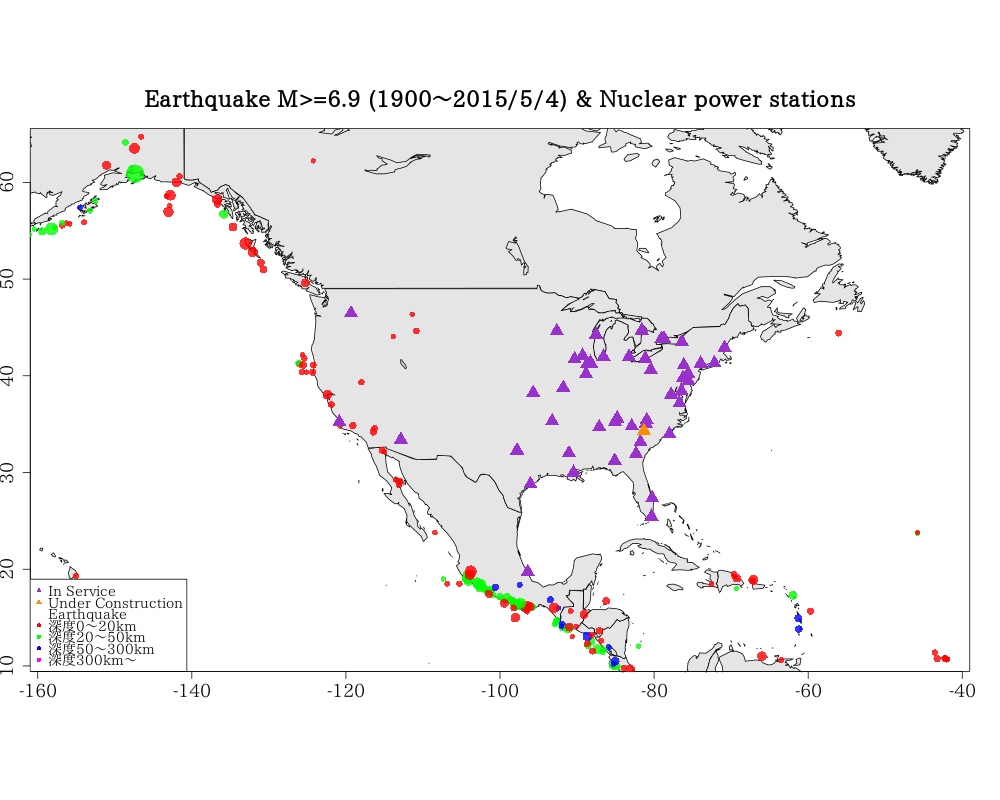 Earthquake M>=6.9 (1900～2015/5/4) & Nuclear power stations
60
50
40
30
20
10
In Service
Under Construction
Earthquake
深度0～20km
深度20～50km
深度50～300km
深度300km～
-160 -140 -120 -100 -80 -60 -40